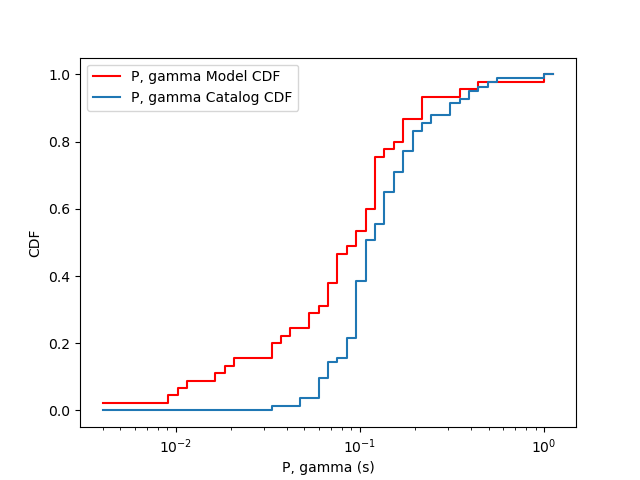 P, gamma Model CDF
P, gamma Catalog CDF
1.0
0.8
0.6
0.4
0.2
0.0
CDF
10⁻² 10⁻¹ 10⁰
P, gamma (s)